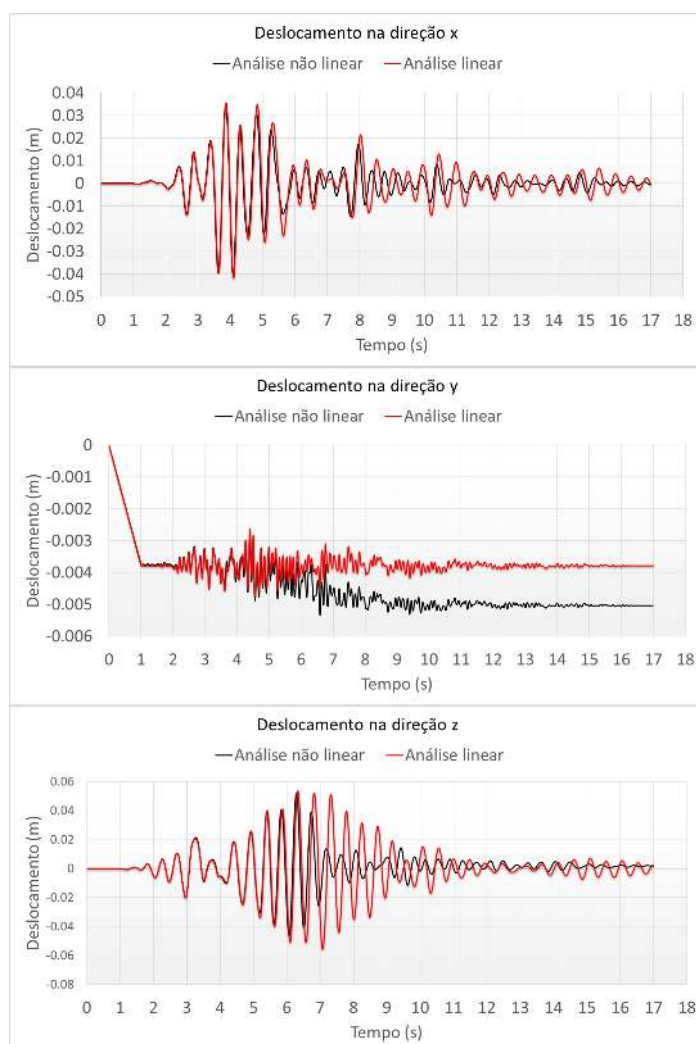 Deslocamento na direção x
Análise não linear Análise linear
0.04
0.03
0.02
0.01
0
-0.01
-0.02
-0.03
-0.04
-0.05
Deslocamento (m)
0 1 2 3 4 5 6 7 8 9 10 11 12 13 14 15 16 17 18
Tempo (s)
Deslocamento na direção y
Análise não linear Análise linear
0
-0.001
-0.002
-0.003
-0.004
-0.005
-0.006
Deslocamento (m)
0 1 2 3 4 5 6 7 8 9 10 11 12 13 14 15 16 17 18
Tempo (s)
Deslocamento na direção z
Análise não linear Análise linear
0.06
0.04
0.02
0
-0.02
-0.04
-0.06
-0.08
Deslocamento (m)
0 1 2 3 4 5 6 7 8 9 10 11 12 13 14 15 16 17 18
Tempo (s)